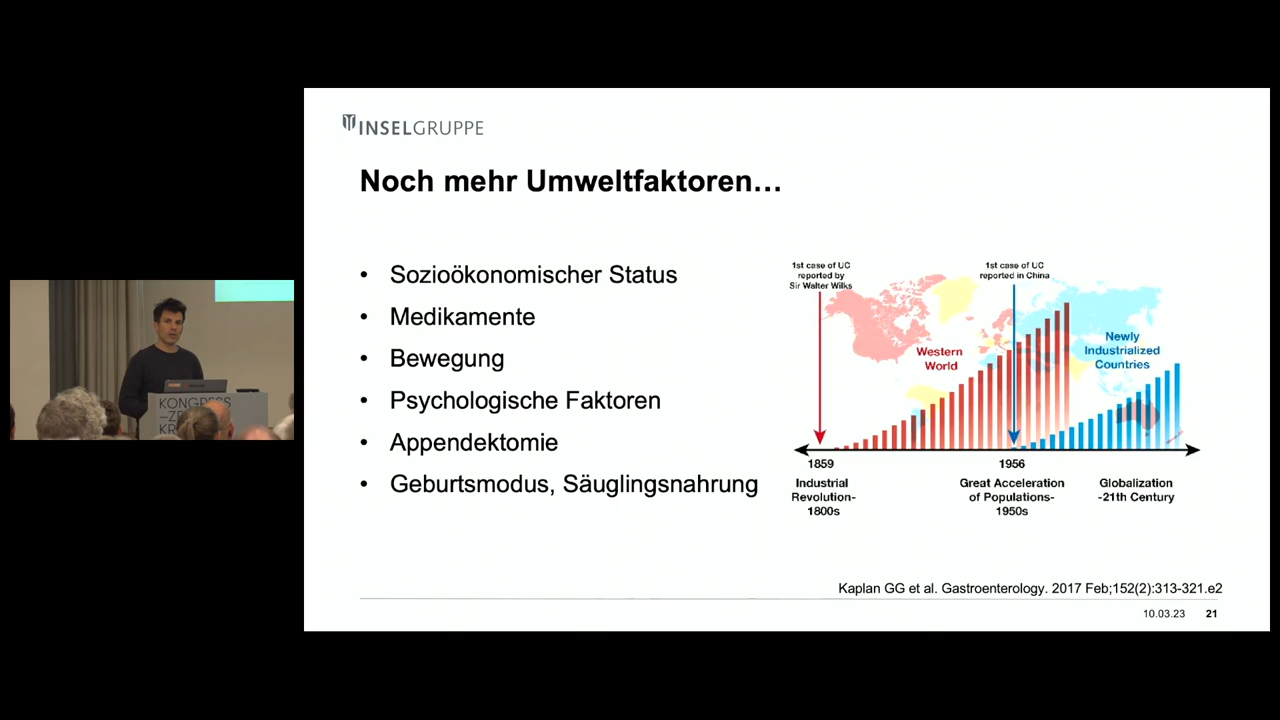 INSELGRUPPE
Noch mehr Umweltfaktoren…
• Sozioökonomischer Status
• Medikamente
• Bewegung
• Psychologische Faktoren
• Appendektomie
• Geburtsmodus, Säuglingsnahrung
1st case of UC
reported by
Sir Walter Wilks
1st case of UC
reported in China
Western
World
Newly
Industrialized
Countries
1859
Industrial
Revolution-
1800s
1956
Great Acceleration
of Populations-
1950s
Globalization
-21th Century
Kaplan GG et al. Gastroenterology. 2017 Feb;152(2):313-321.e2
10.03.23 21
KONGRESS